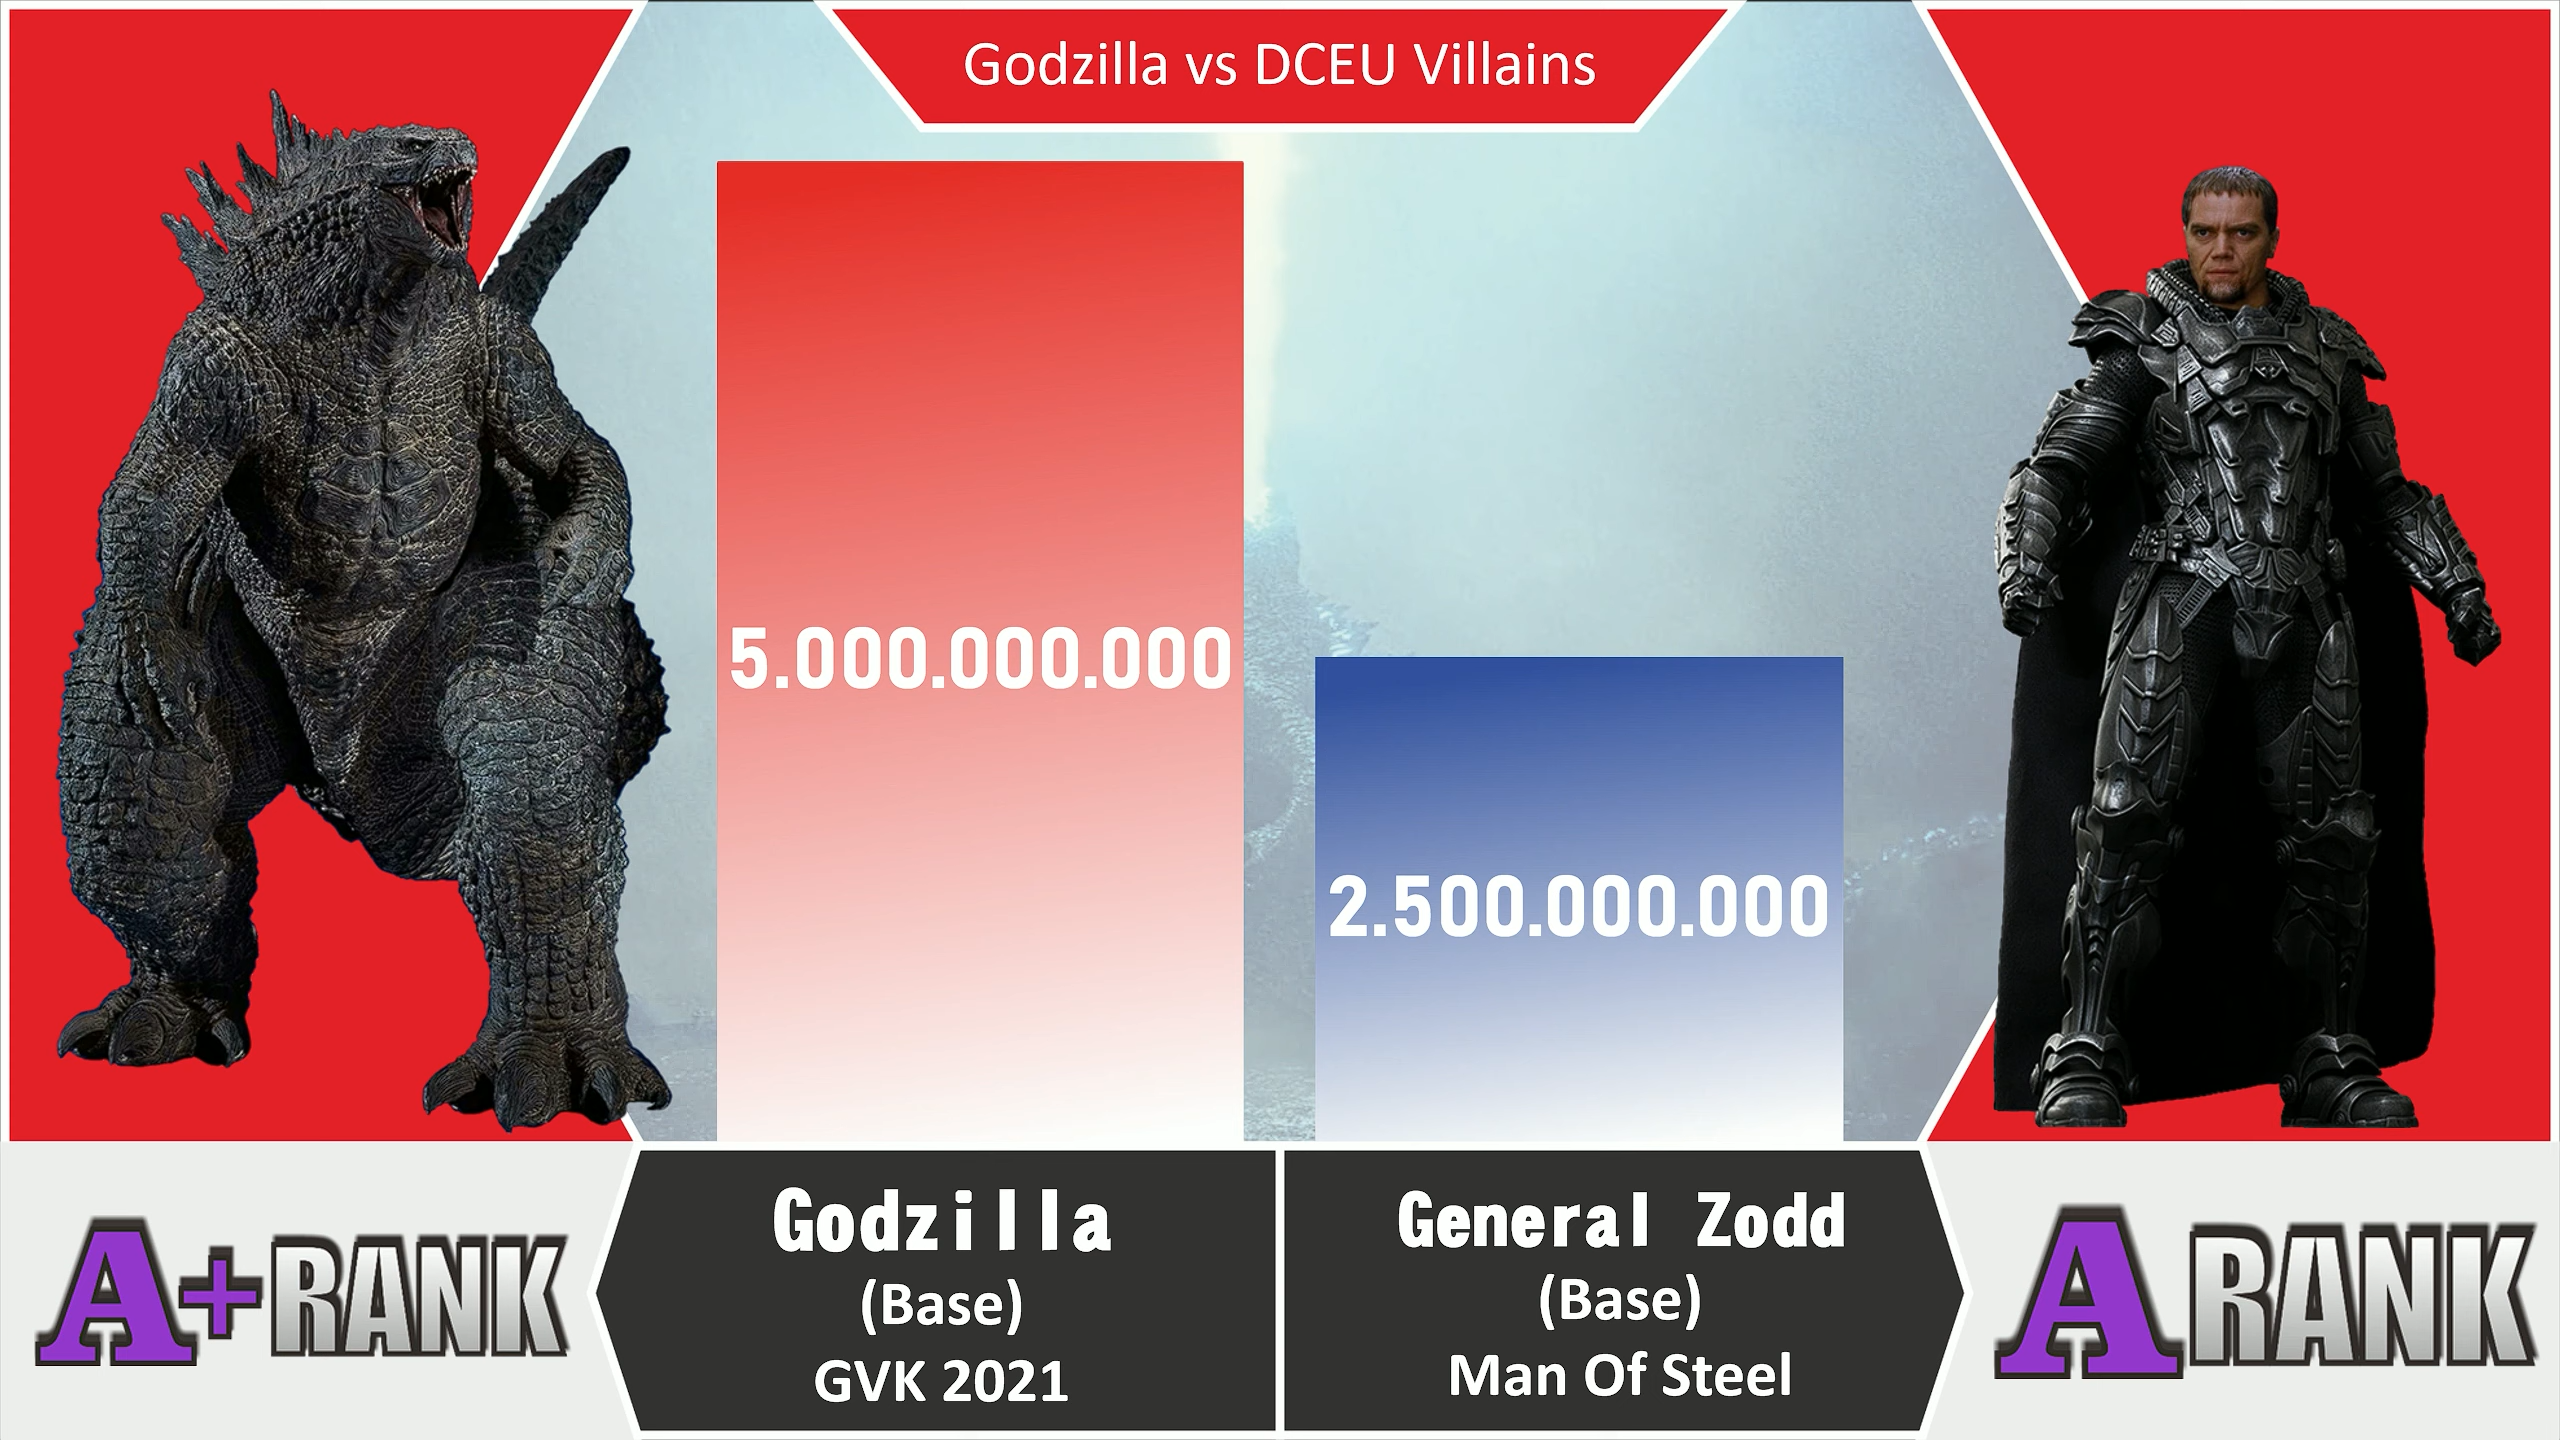 Godzilla vs DCEU Villains
5.000.000.000
2.500.000.000
Godzilla
(Base)
GVK 2021
General Zodd
(Base)
Man Of Steel
A+RANK
A RANK